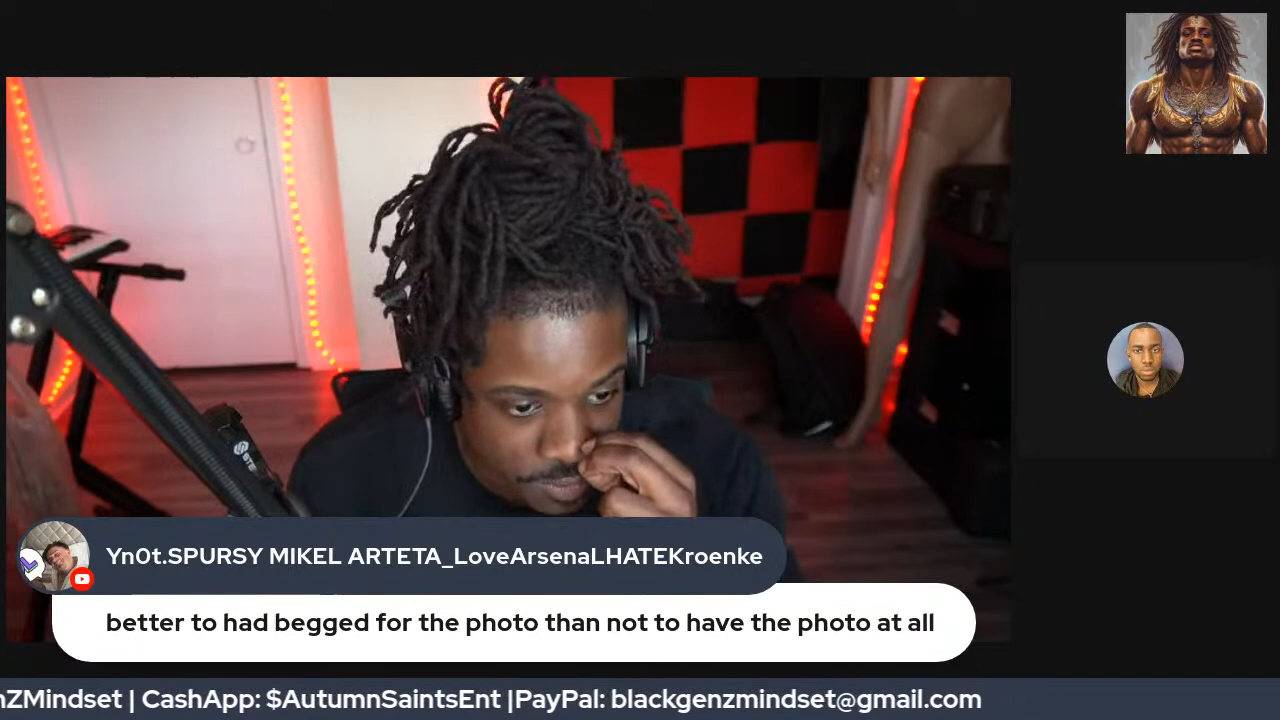 Yn0t.SPURSY MIKEL ARTETA_LoveArsenaLHATEKroenke
better to had begged for the photo than not to have the photo at all
nZMindset | CashApp: $AutumnSaintsEnt |PayPal: blackgenzmindset@gmail.com